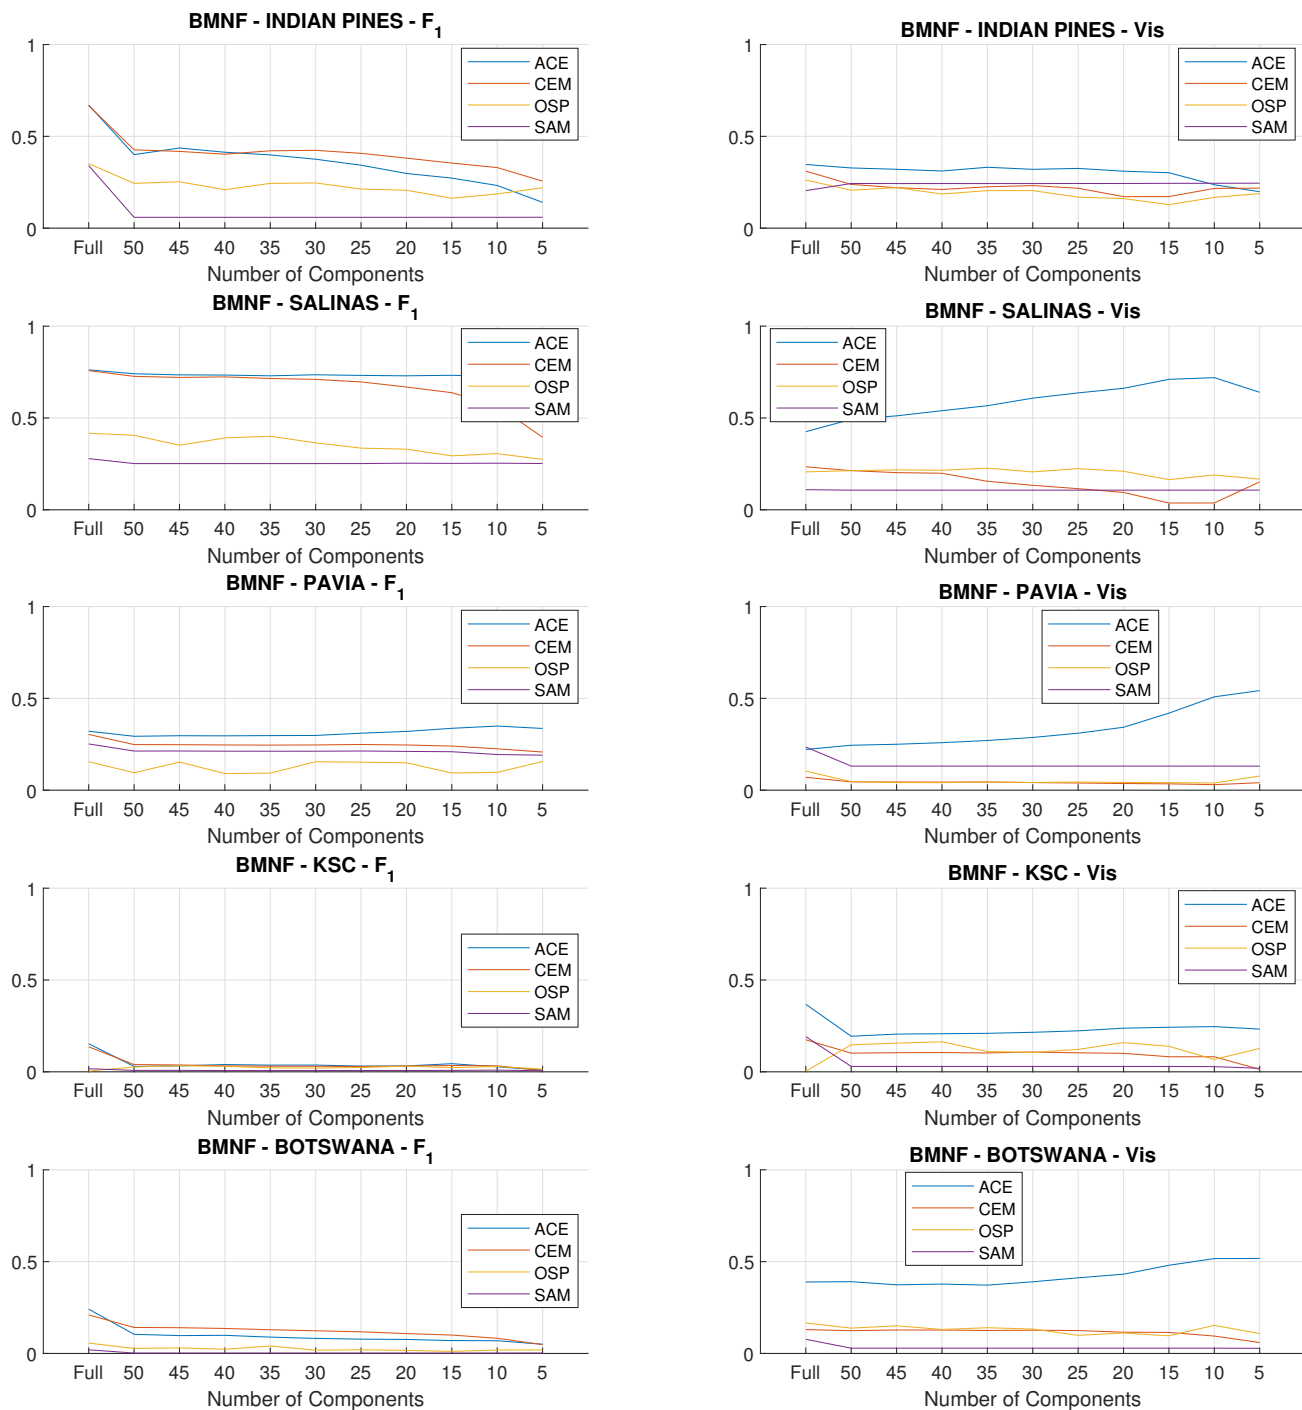 BMNF - INDIAN PINES - F1
1
0.5
0
ACE
CEM
OSP
SAM
Full 50 45 40 35 30 25 20 15 10 5
Number of Components
BMNF - INDIAN PINES - Vis
1
0.5
0
ACE
CEM
OSP
SAM
Full 50 45 40 35 30 25 20 15 10 5
Number of Components
BMNF - SALINAS - F1
1
0.5
0
ACE
CEM
OSP
SAM
Full 50 45 40 35 30 25 20 15 10 5
Number of Components
BMNF - SALINAS - Vis
1
0.5
0
ACE
CEM
OSP
SAM
Full 50 45 40 35 30 25 20 15 10 5
Number of Components
BMNF - PAVIA - F1
1
0.5
0
ACE
CEM
OSP
SAM
Full 50 45 40 35 30 25 20 15 10 5
Number of Components
BMNF - PAVIA - Vis
1
0.5
0
ACE
CEM
OSP
SAM
Full 50 45 40 35 30 25 20 15 10 5
Number of Components
BMNF - KSC - F1
1
0.5
0
ACE
CEM
OSP
SAM
Full 50 45 40 35 30 25 20 15 10 5
Number of Components
BMNF - KSC - Vis
1
0.5
0
ACE
CEM
OSP
SAM
Full 50 45 40 35 30 25 20 15 10 5
Number of Components
BMNF - BOTSWANA - F1
1
0.5
0
ACE
CEM
OSP
SAM
Full 50 45 40 35 30 25 20 15 10 5
Number of Components
BMNF - BOTSWANA - Vis
1
0.5
0
ACE
CEM
OSP
SAM
Full 50 45 40 35 30 25 20 15 10 5
Number of Components